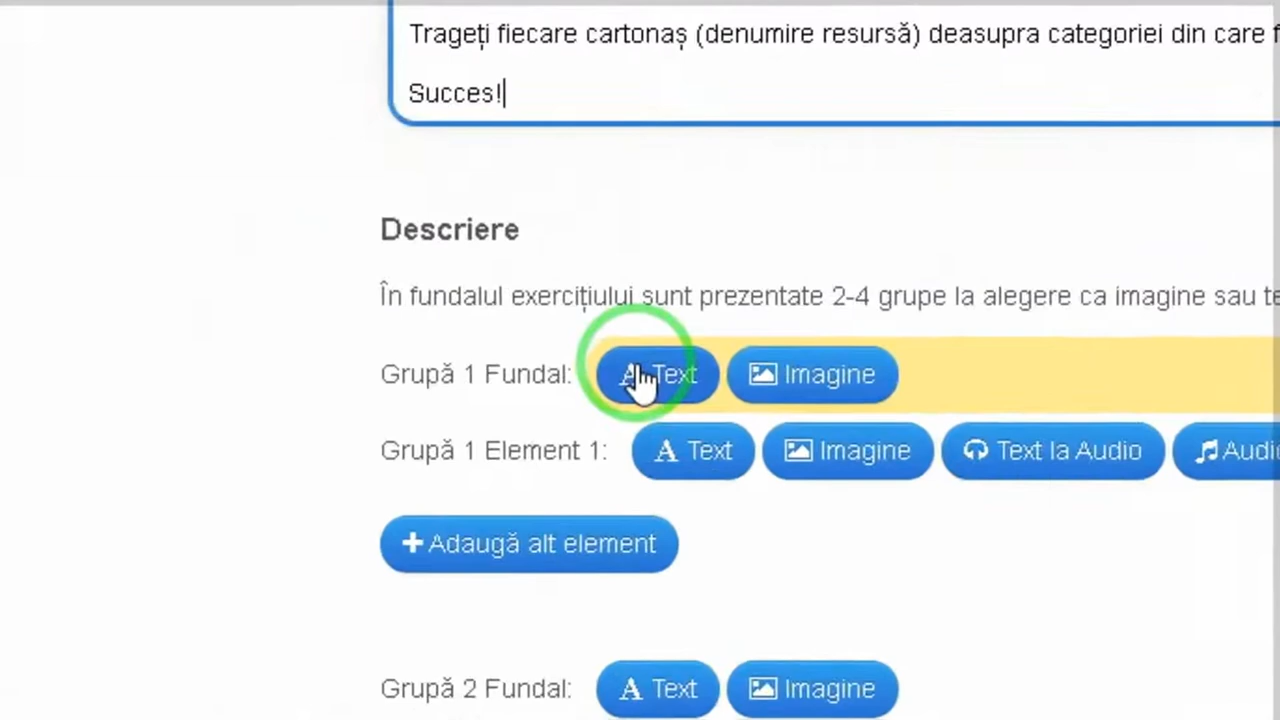 Trageți fiecare cartonaș (denumire resursă) deasupra categoriei din care
Succes!
Descriere
În fundalul exercițiului sunt prezentate 2-4 grupe la alegere ca imagine sau
Grupă 1 Fundal: Text Imagine
Grupă 1 Element 1: A Text Imagine Text la Audio
Adaugă alt element
Grupă 2 Fundal: A Text Imagine